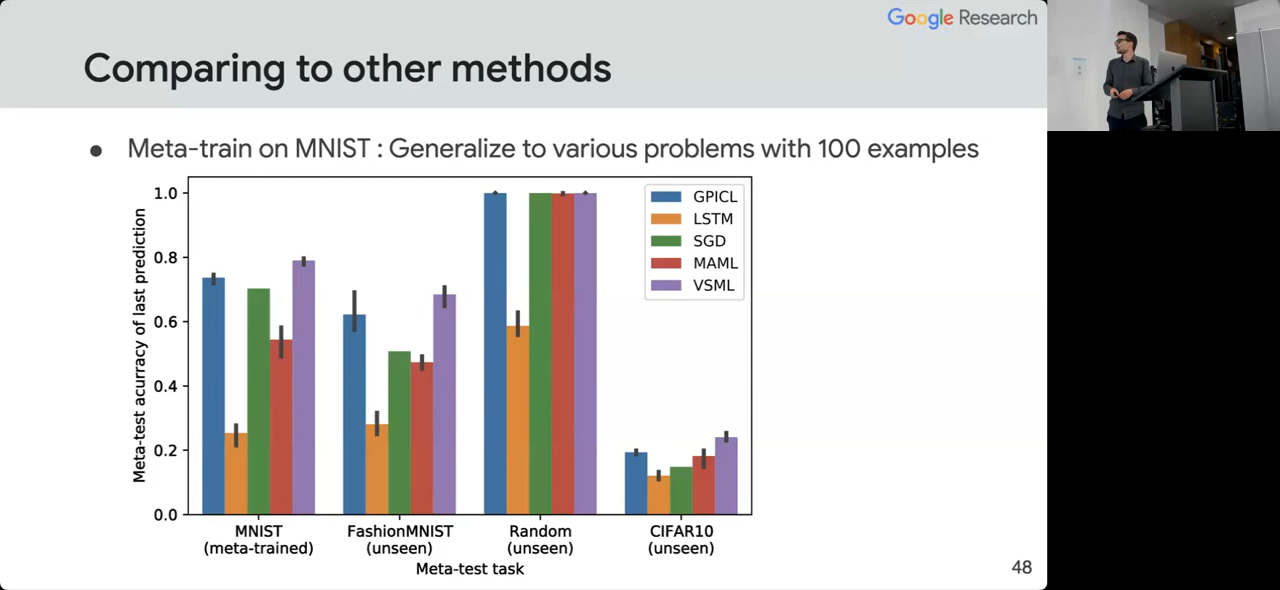 Google Research
Comparing to other methods
● Meta-train on MNIST : Generalize to various problems with 100 examples
Meta-test acurracy of last prediction
1.0
0.8
0.6
0.4
0.2
0.0
GPICL
LSTM
SGD
MAML
VSML
MNIST
(meta-trained)
FashionMNIST
(unseen)
Random
(unseen)
CIFAR10
(unseen)
Meta-test task
48